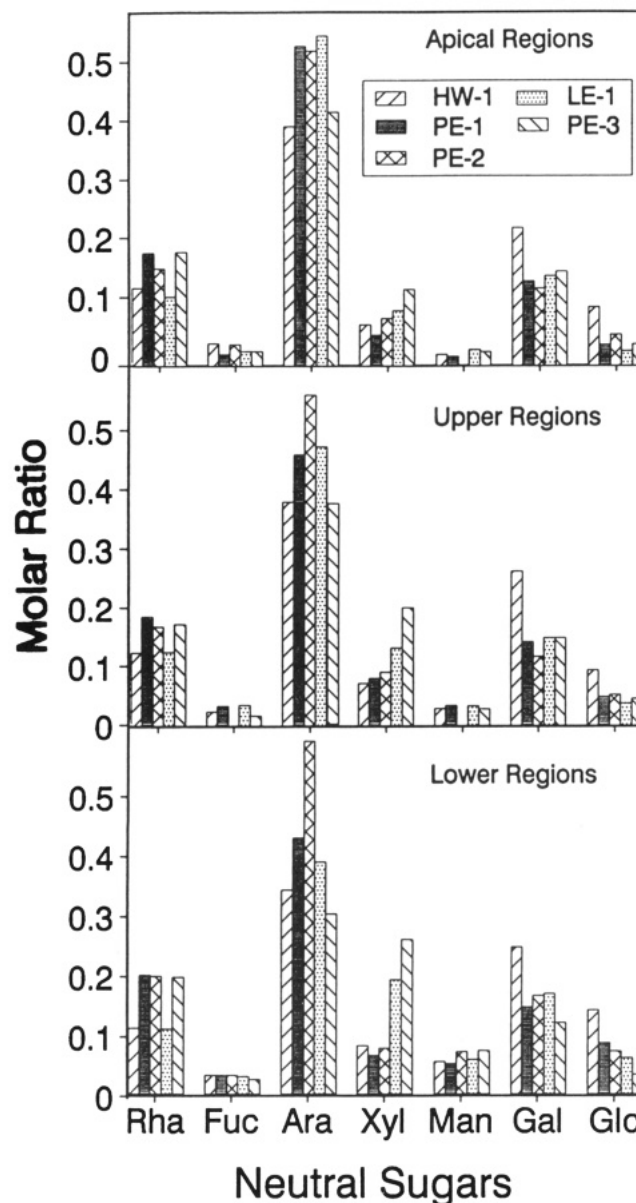 Apical Regions
HW-1 LE-1
PE-1 PE-3
PE-2
0.5
0.4
0.3
0.2
0.1
0
Upper Regions
0.5
0.4
0.3
0.2
0.1
0
Lower Regions
0.5
0.4
0.3
0.2
0.1
0
Molar Ratio
Rha Fuc Ara Xyl Man Gal Glc
Neutral Sugars